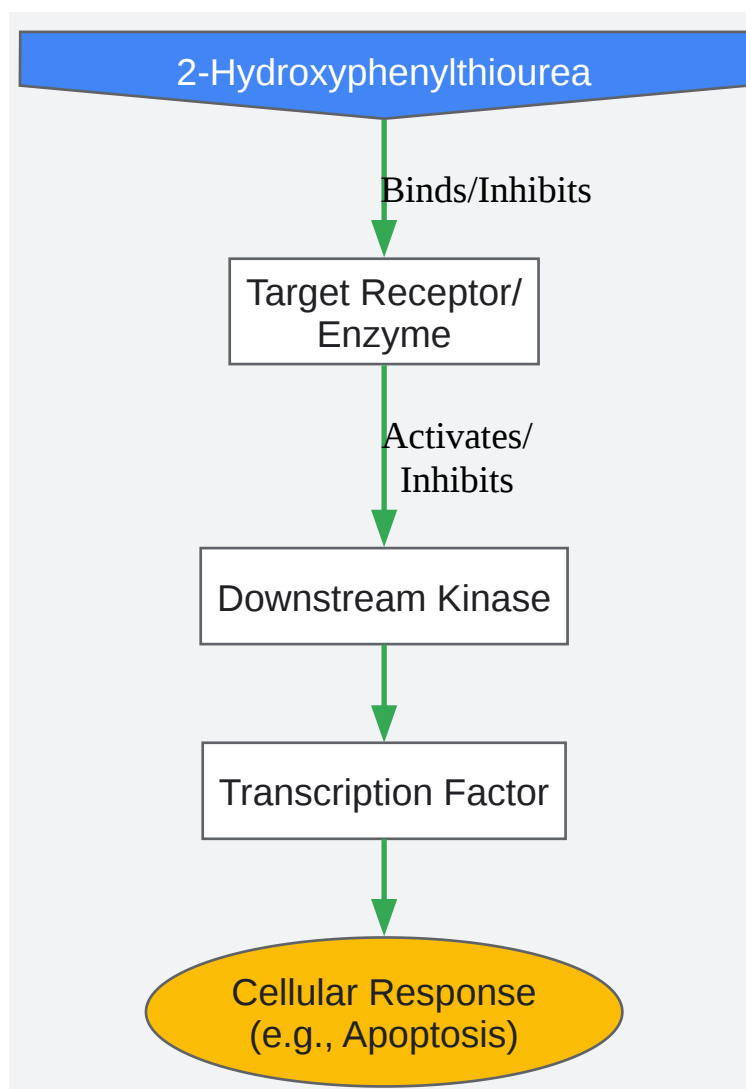 2-Hydroxyphenylthiourea
Binds/Inhibits
Target Receptor/
Enzyme
Activates/
Inhibits
Downstream Kinase
Transcription Factor
Cellular Response
(e.g., Apoptosis)